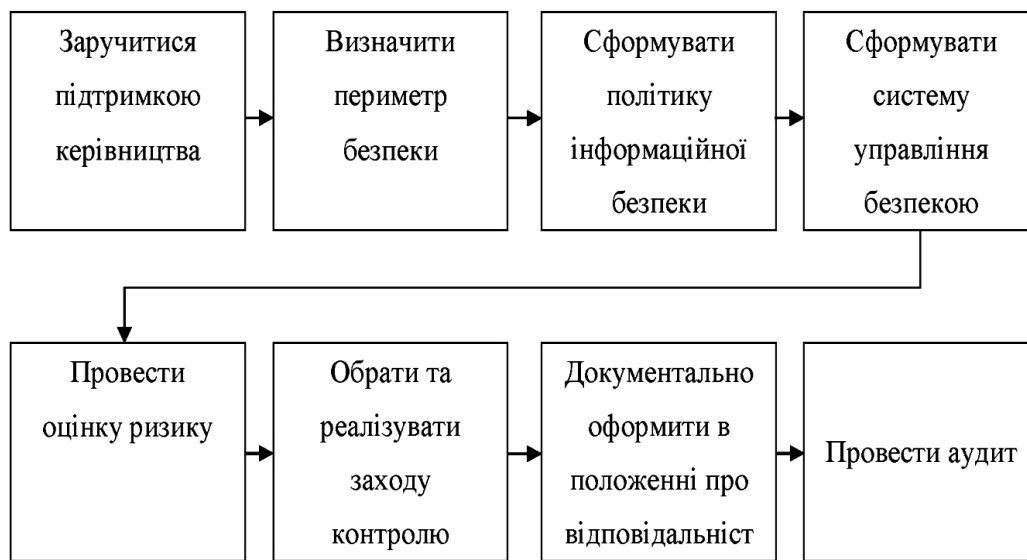 Заручитися
підтримкою
керівництва
Визначити
периметр
безпеки
Сформувати
політику
інформаційної
безпеки
Сформувати
систему
управління
безпекою
Провести
оцінку ризику
Обрати та
реалізувати
заходу
контролю
Документально
оформити в
положенні про
відповідальніст
Провести аудит